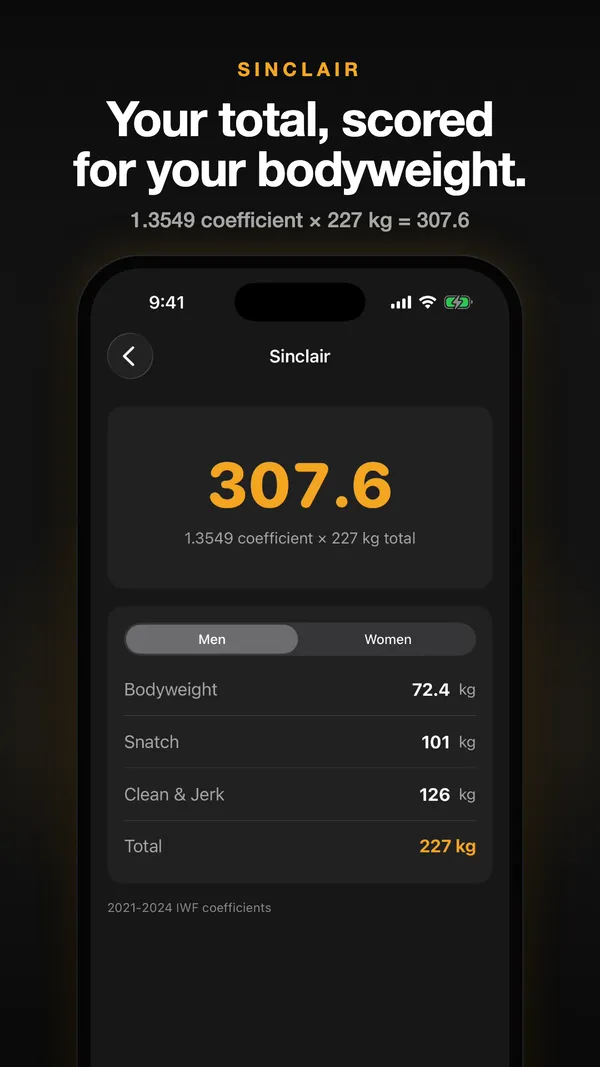 SINCLAIR
Your total, scored
for your bodyweight.
1.3549 coefficient × 227 kg = 307.6
9:41
Sinclair
307.6
1.3549 coefficient × 227 kg total
Men Women
Bodyweight 72.4 kg
Snatch 101 kg
Clean & Jerk 126 kg
Total 227 kg
2021-2024 IWF coefficients